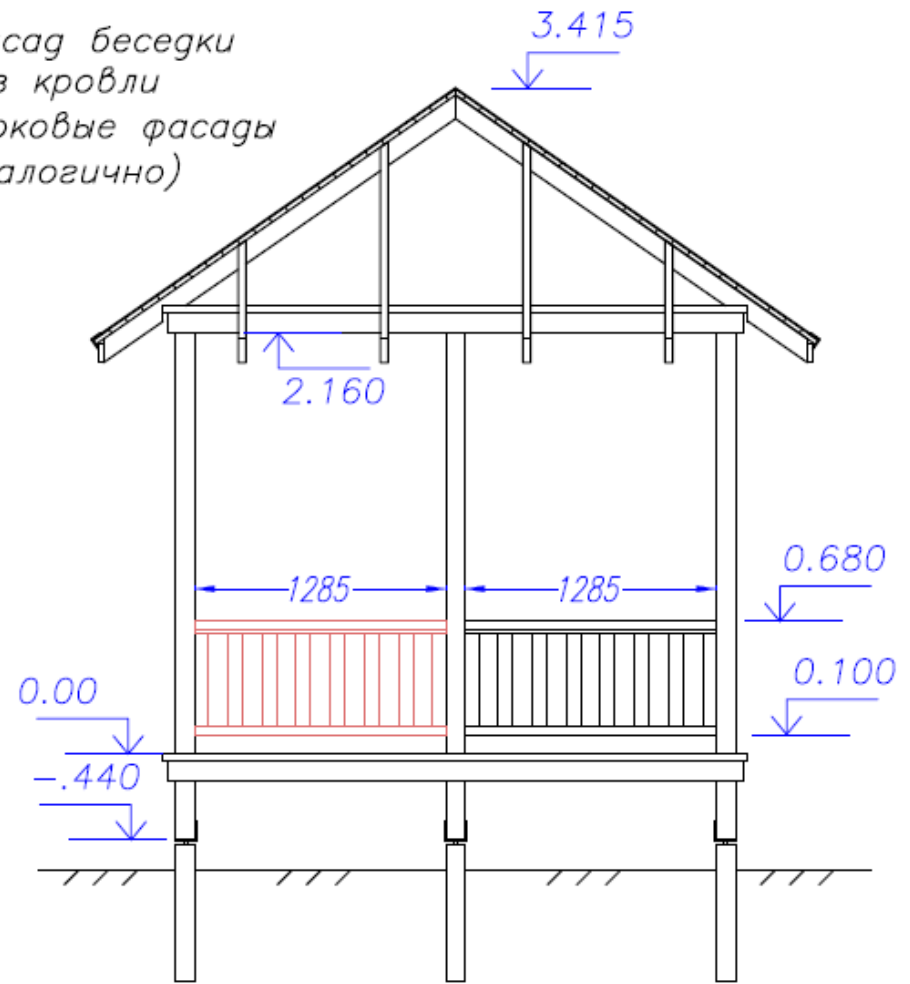 сад беседки
з кровли
оковые фасады
алогично)
3.415
2.160
1285
1285
0.680
0.100
0.00
-.440